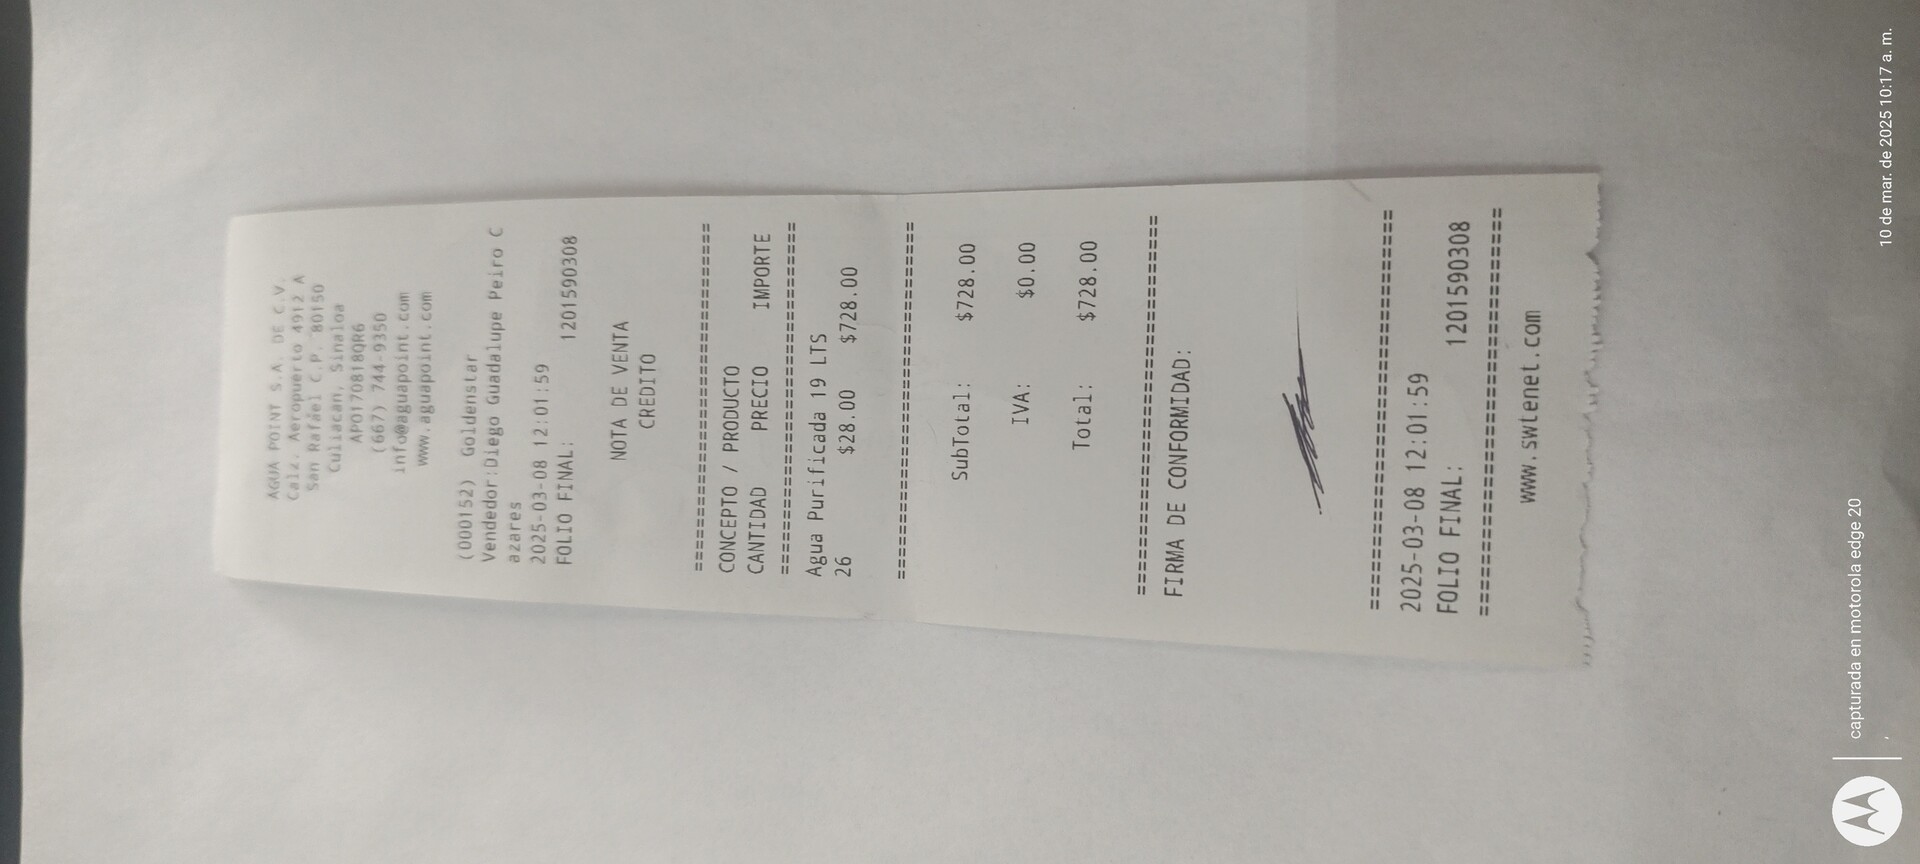 AGUA POINT S.A. DE C.V.
Calz. Aeropuerto 4912 A
San Rafael C.P. 80150
Culiacan, Sinaloa
APO170818QR6
(667) 744-9350
info@aguapoint.com
www.aguapoint.com
(000152) Goldenstar
Vendedor:Diego Guadalupe Peiro C
azares
2025-03-08 12:01:59
FOLIO FINAL: 1201590308
NOTA DE VENTA
CREDITO
================================
CONCEPTO / PRODUCTO
CANTIDAD PRECIO IMPORTE
================================
Agua Purificada 19 LTS
26 $28.00 $728.00
================================
SubTotal: $728.00
IVA: $0.00
Total: $728.00
================================
FIRMA DE CONFORMIDAD:
================================
2025-03-08 12:01:59
FOLIO FINAL: 1201590308
================================
www.swtenet.com
capturada en motorola edge 20
10 de mar. de 2025 10:17 a. m.